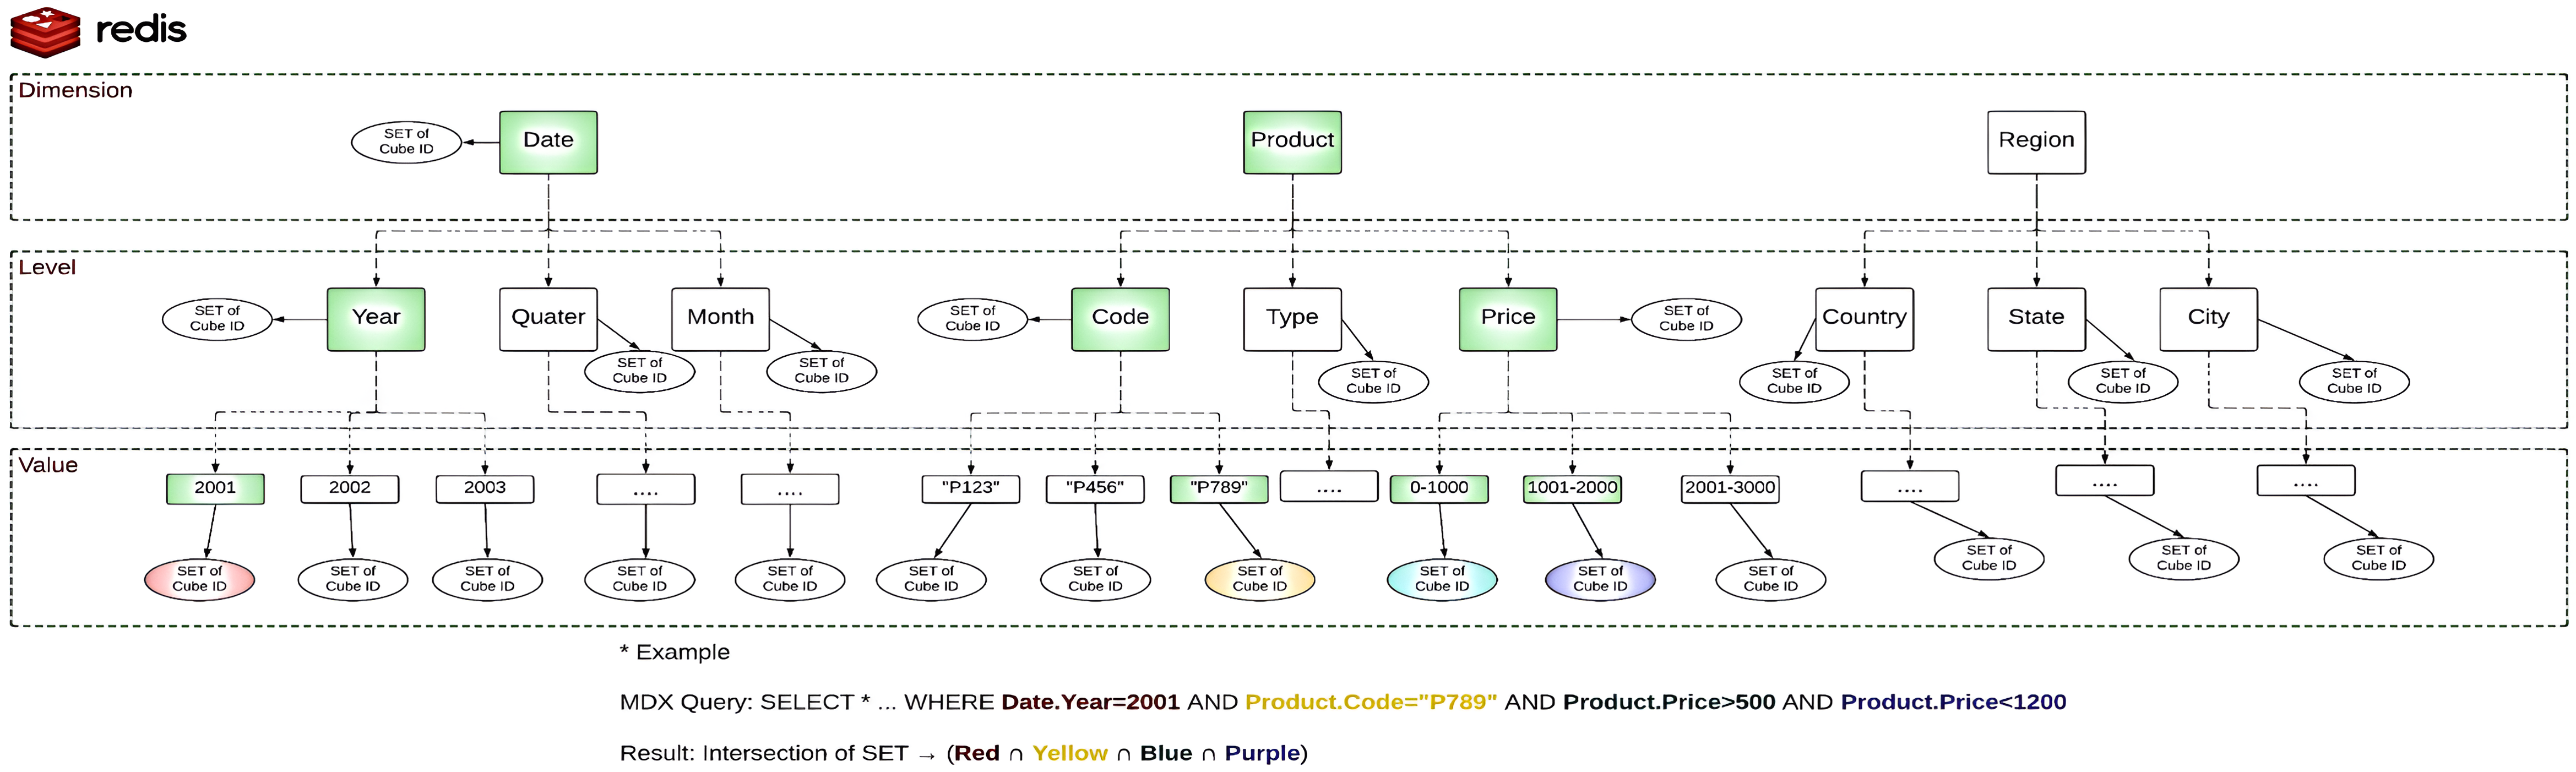 redis
Dimension
SET of
Cube ID
Date
Product
Region
Level
SET of
Cube ID
Year
Quater
SET of
Cube ID
Month
SET of
Cube ID
SET of
Cube ID
Code
Type
SET of
Cube ID
Price
SET of
Cube ID
Country
SET of
Cube ID
State
SET of
Cube ID
City
SET of
Cube ID
Value
2001
2002
2003
....
....
"P123"
"P456"
"P789"
....
0-1000
1001-2000
2001-3000
....
....
....
SET of
Cube ID
SET of
Cube ID
SET of
Cube ID
SET of
Cube ID
SET of
Cube ID
SET of
Cube ID
SET of
Cube ID
SET of
Cube ID
SET of
Cube ID
SET of
Cube ID
SET of
Cube ID
SET of
Cube ID
SET of
Cube ID
SET of
Cube ID
* Example
MDX Query: SELECT * ... WHERE Date.Year=2001 AND Product.Code="P789" AND Product.Price>500 AND Product.Price<1200
Result: Intersection of SET → (Red ∩ Yellow ∩ Blue ∩ Purple)